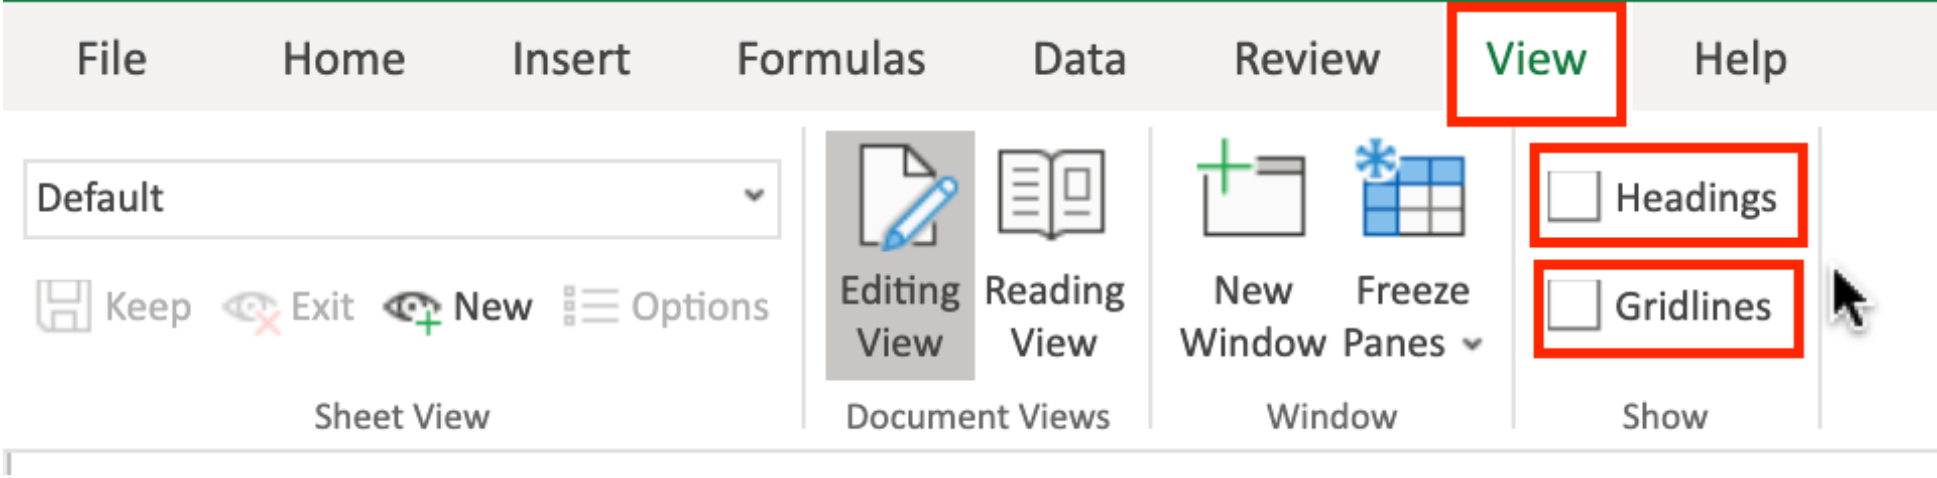 File Home Insert Formulas Data Review View Help
Default
Keep Exit New Options
Sheet View
Editing View
Reading View
Document Views
New Window
Freeze Panes
Window
Headings
Gridlines
Show